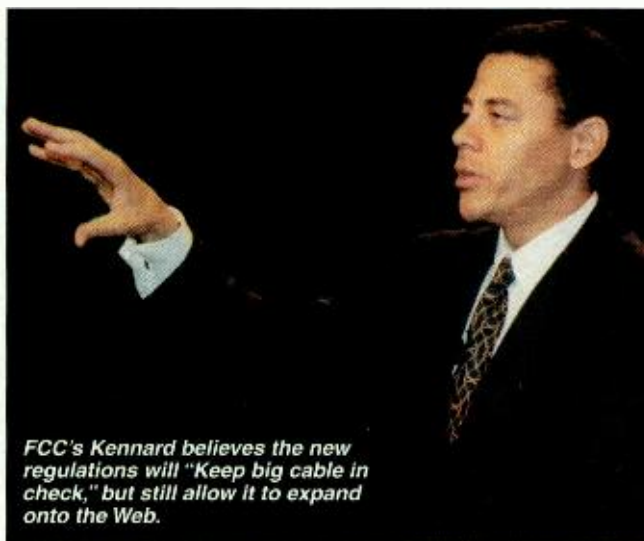 FCC's Kennard believes the new
regulations will "Keep big cable in
check," but still allow it to expand
onto the Web.